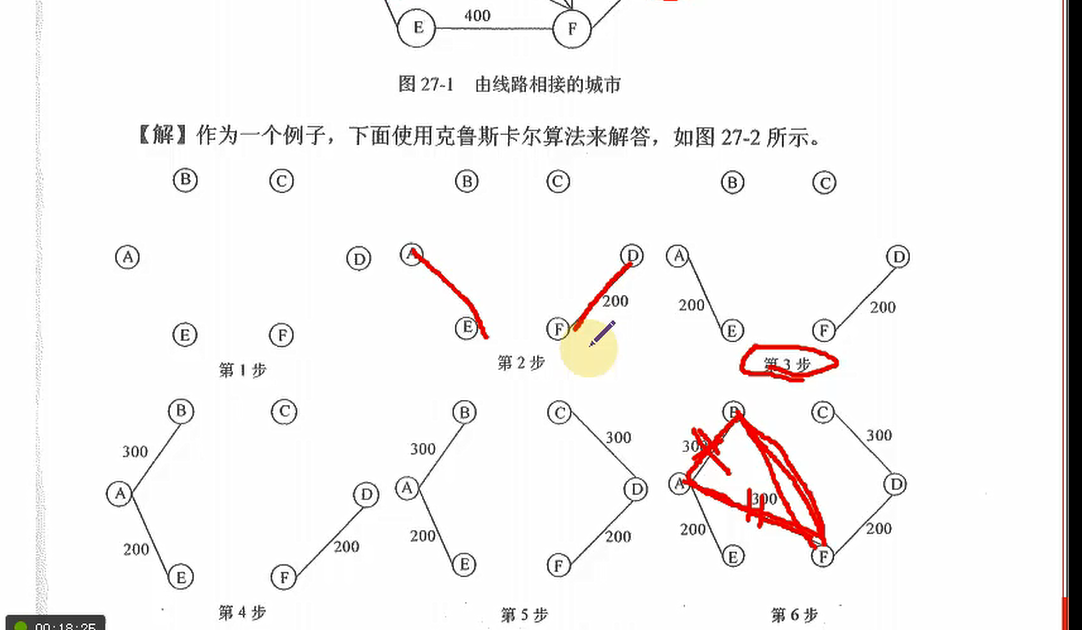 E 400 F
图 27-1 由线路相接的城市
【解】作为一个例子，下面使用克鲁斯卡尔算法来解答，如图 27-2 所示。
B C B C B C
A D A D A D
200 200 200
E F E F E F
第 1 步 第 2 步 第 3 步
B C B C B C
300 300 300 300
A D A D A 300 D
200 200 200 200 200 200
E F E F E F
第 4 步 第 5 步 第 6 步
00:18:25